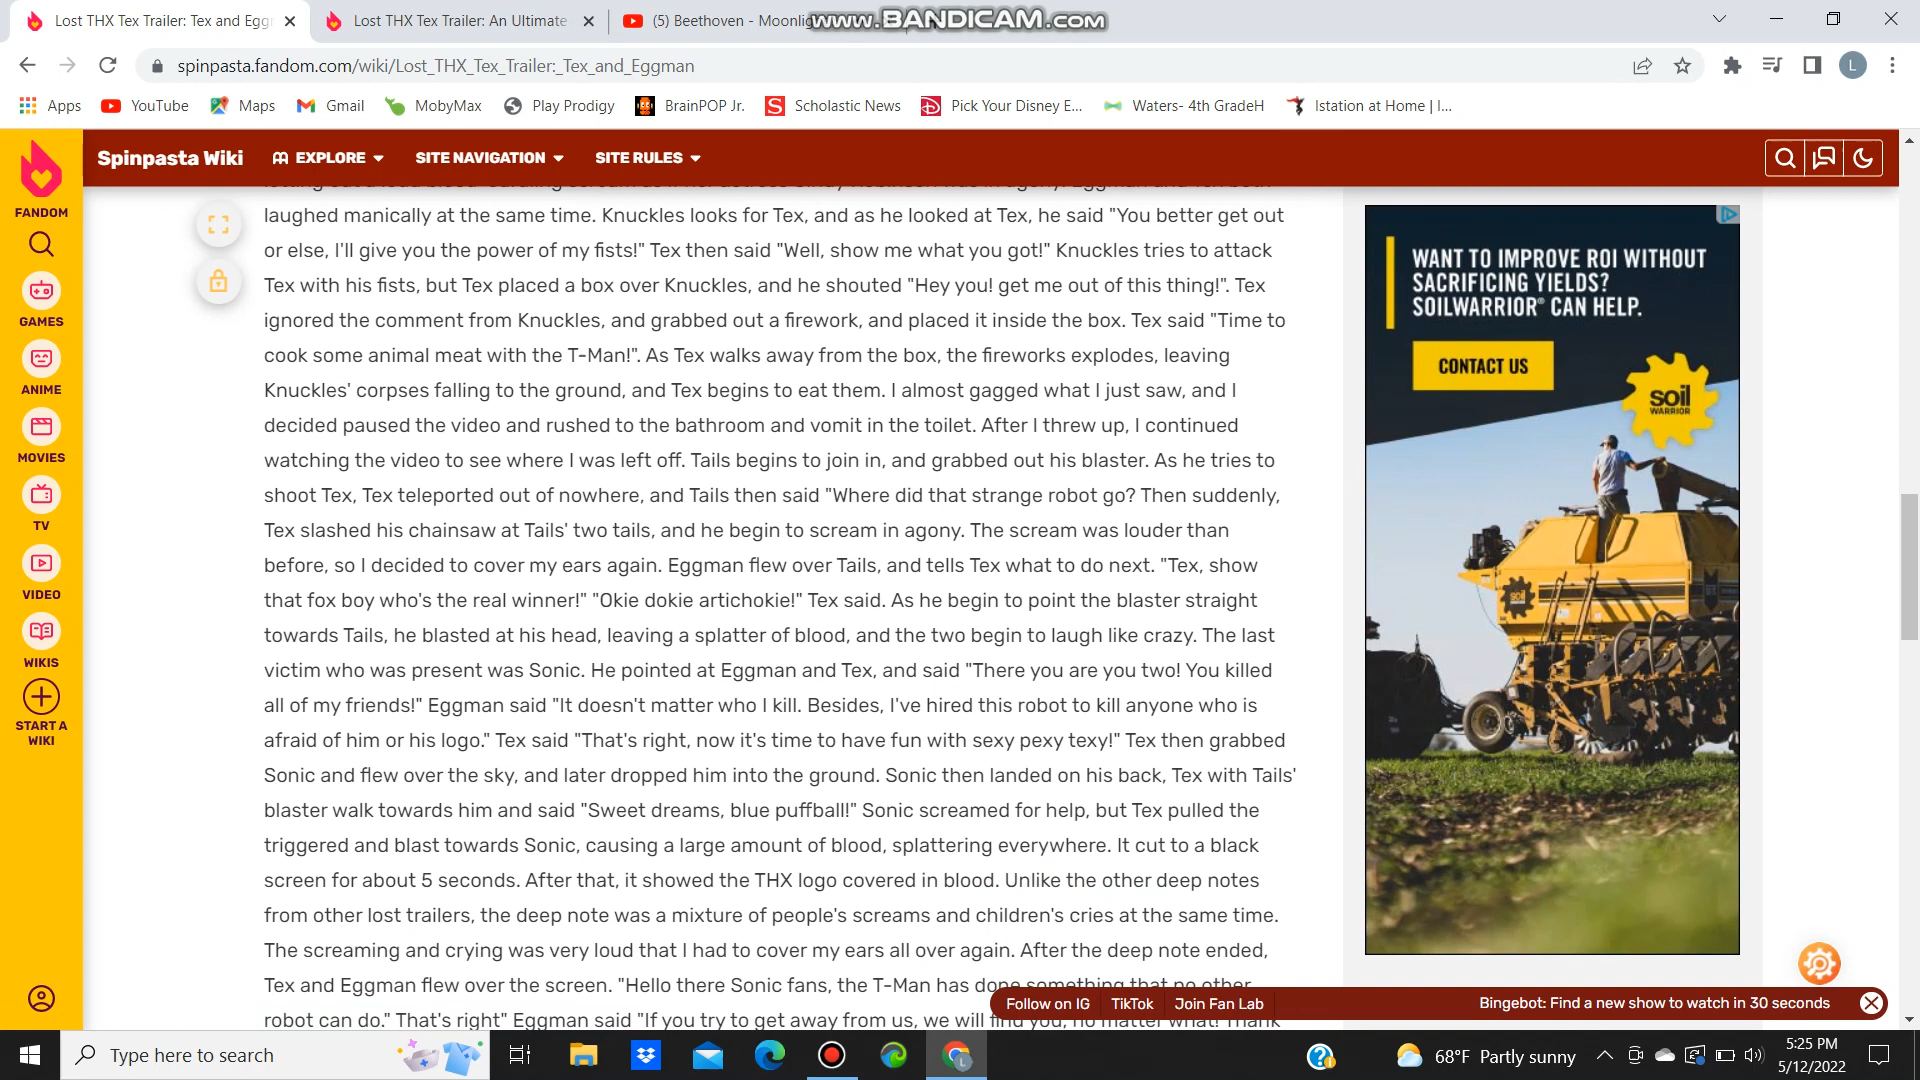 Lost THX Tex Trailer: Tex and Egg
Lost THX Tex Trailer: An Ultimate
(5) Beethoven - Moonlig
www.BANDICAM.com
spinpasta.fandom.com/wiki/Lost_THX_Tex_Trailer:_Tex_and_Eggman
L
Apps
YouTube
Maps
Gmail
MobyMax
Play Prodigy
BrainPOP Jr.
Scholastic News
Pick Your Disney E...
Waters- 4th GradeH
Istation at Home | I...
Spinpasta Wiki
EXPLORE
SITE NAVIGATION
SITE RULES
FANDOM
GAMES
ANIME
MOVIES
TV
VIDEO
WIKIS
START A
WIKI
laughed manically at the same time. Knuckles looks for Tex, and as he looked at Tex, he said "You better get out
or else, I'll give you the power of my fists!" Tex then said "Well, show me what you got!" Knuckles tries to attack
Tex with his fists, but Tex placed a box over Knuckles, and he shouted "Hey you! get me out of this thing!". Tex
ignored the comment from Knuckles, and grabbed out a firework, and placed it inside the box. Tex said "Time to
cook some animal meat with the T-Man!". As Tex walks away from the box, the fireworks explodes, leaving
Knuckles' corpses falling to the ground, and Tex begins to eat them. I almost gagged what I just saw, and I
decided paused the video and rushed to the bathroom and vomit in the toilet. After I threw up, I continued
watching the video to see where I was left off. Tails begins to join in, and grabbed out his blaster. As he tries to
shoot Tex, Tex teleported out of nowhere, and Tails then said "Where did that strange robot go? Then suddenly,
Tex slashed his chainsaw at Tails' two tails, and he begin to scream in agony. The scream was louder than
before, so I decided to cover my ears again. Eggman flew over Tails, and tells Tex what to do next. "Tex, show
that fox boy who's the real winner!" "Okie dokie artichokie!" Tex said. As he begin to point the blaster straight
towards Tails, he blasted at his head, leaving a splatter of blood, and the two begin to laugh like crazy. The last
victim who was present was Sonic. He pointed at Eggman and Tex, and said "There you are you two! You killed
all of my friends!" Eggman said "It doesn't matter who I kill. Besides, I've hired this robot to kill anyone who is
afraid of him or his logo." Tex said "That's right, now it's time to have fun with sexy pexy texy!" Tex then grabbed
Sonic and flew over the sky, and later dropped him into the ground. Sonic then landed on his back, Tex with Tails'
blaster walk towards him and said "Sweet dreams, blue puffball!" Sonic screamed for help, but Tex pulled the
triggered and blast towards Sonic, causing a large amount of blood, splattering everywhere. It cut to a black
screen for about 5 seconds. After that, it showed the THX logo covered in blood. Unlike the other deep notes
from other lost trailers, the deep note was a mixture of people's screams and children's cries at the same time.
The screaming and crying was very loud that I had to cover my ears all over again. After the deep note ended,
Tex and Eggman flew over the screen. "Hello there Sonic fans, the T-Man has done something that no other
robot can do." That's right" Eggman said "If you try to get away from us, we will find you, no matter what! Thank
WANT TO IMPROVE ROI WITHOUT
SACRIFICING YIELDS?
SOILWARRIOR® CAN HELP.
CONTACT US
soil
WARRIOR
Follow on IG
TikTok
Join Fan Lab
Bingebot: Find a new show to watch in 30 seconds
Type here to search
68°F Partly sunny
5:25 PM
5/12/2022